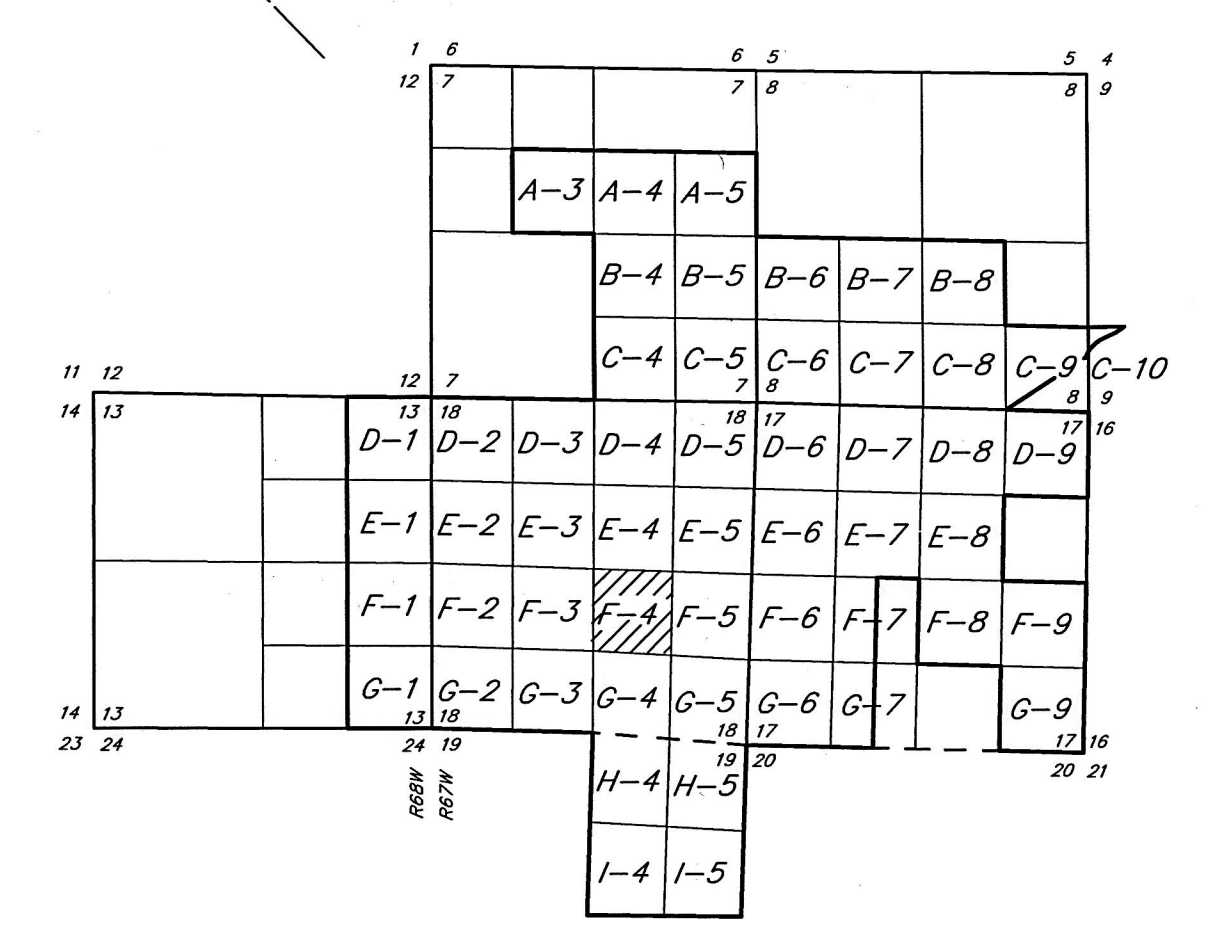 1 6 6 5 5 4
12 7 7 8 8 9
A-3 A-4 A-5
B-4 B-5 B-6 B-7 B-8
C-4 C-5 C-6 C-7 C-8 C-9 C-10
11 12 12 7 7 8 8 9
14 13 13 18 18 17 17 16
D-1 D-2 D-3 D-4 D-5 D-6 D-7 D-8 D-9
E-1 E-2 E-3 E-4 E-5 E-6 E-7 E-8
F-1 F-2 F-3 F-4 F-5 F-6 F-7 F-8 F-9
G-1 G-2 G-3 G-4 G-5 G-6 G-7 G-9
14 13 13 18 18 17 17 16
23 24 24 19 19 20 20 21
R68W
R67W
H-4 H-5
I-4 I-5